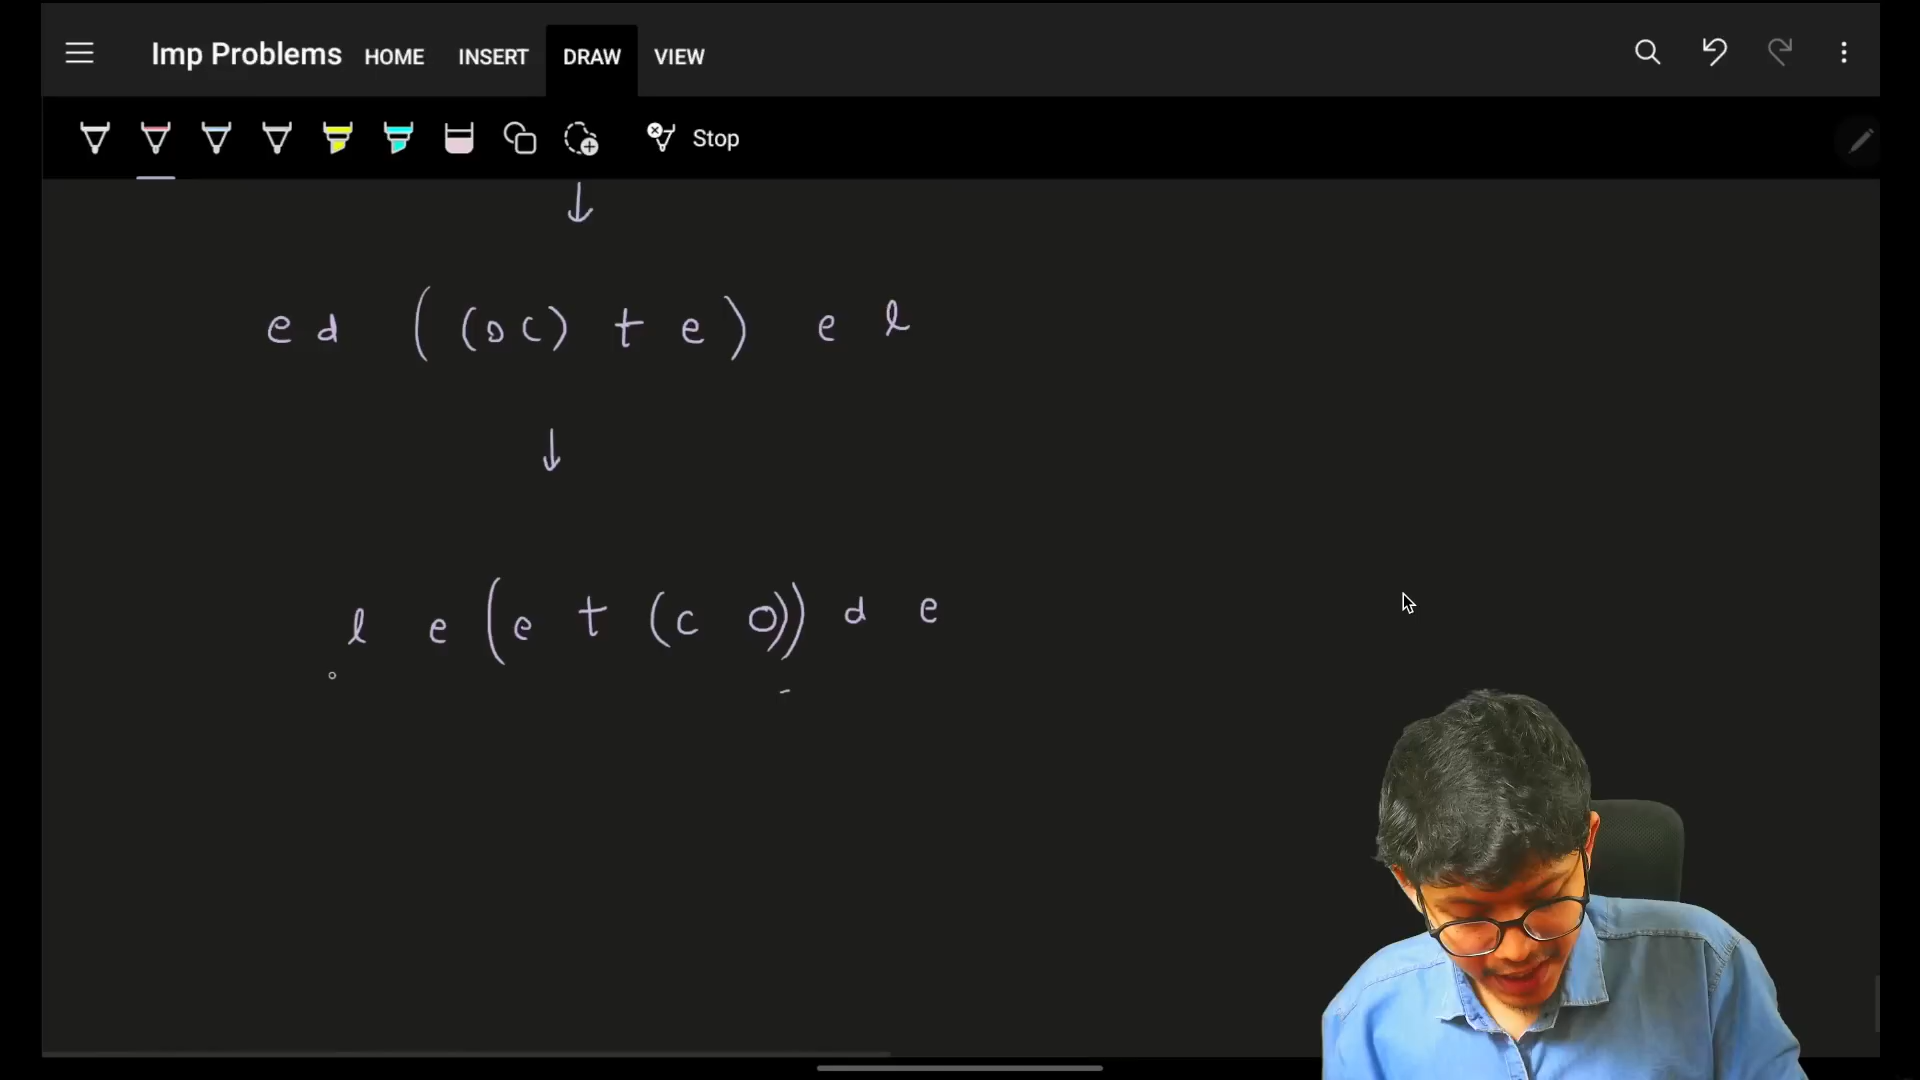 Imp Problems HOME INSERT DRAW VIEW
Stop
↓
e d ( (o c) t e ) e l
↓
l e ( e t (c o)) d e